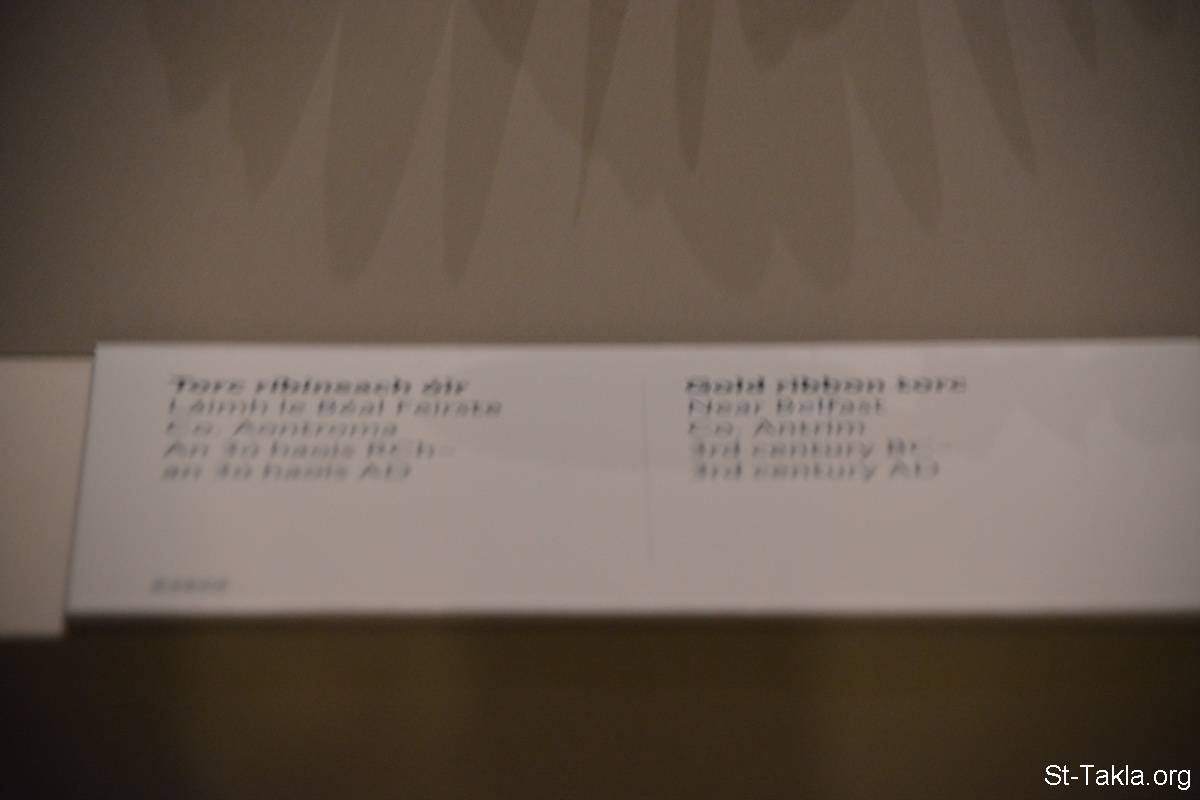 Torc ribíneach óir
Láimh le Béal Feirste
Co. Aontroma
An 3ú haois RCh–
an 3ú haois AD
Gold ribbon torc
Near Belfast
Co. Antrim
3rd century BC–
3rd century AD
St-Takla.org